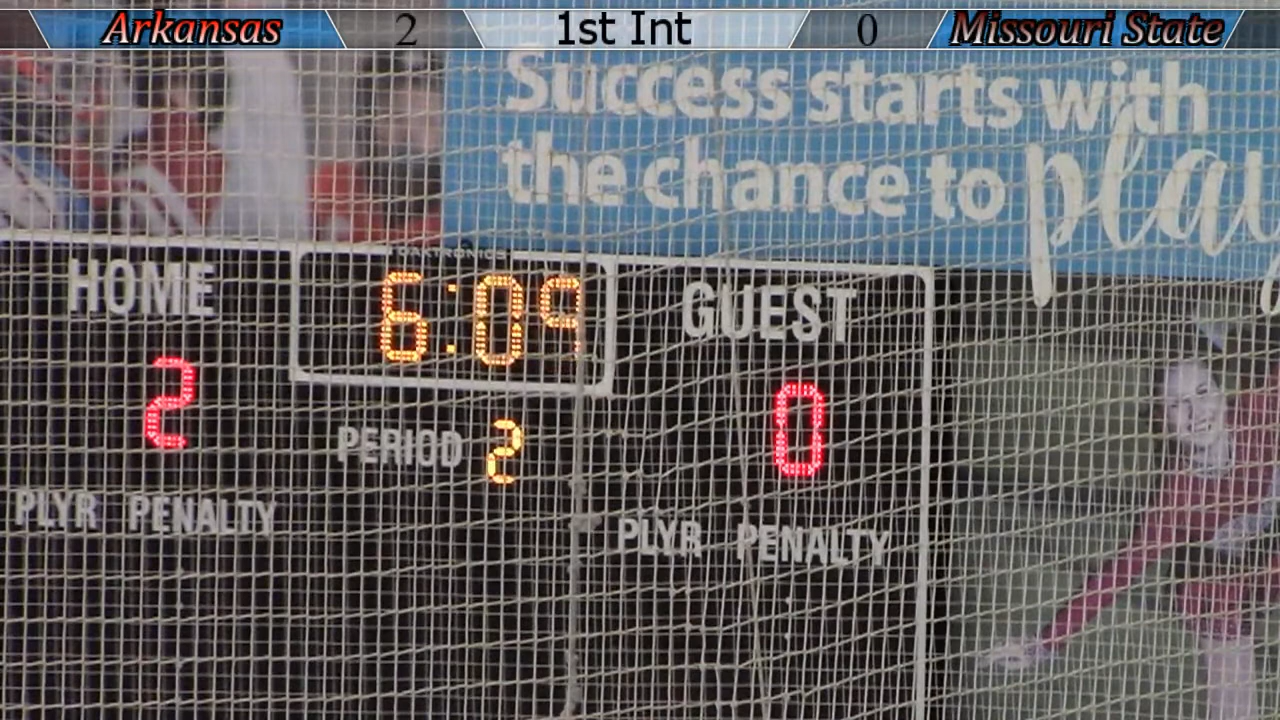 Arkansas 2 1st Int 0 Missouri State
Success starts with
the chance to play
DAKTRONICS
HOME 6:09 GUEST
2 0
PERIOD 2
PLYR PENALTY PLYR PENALTY